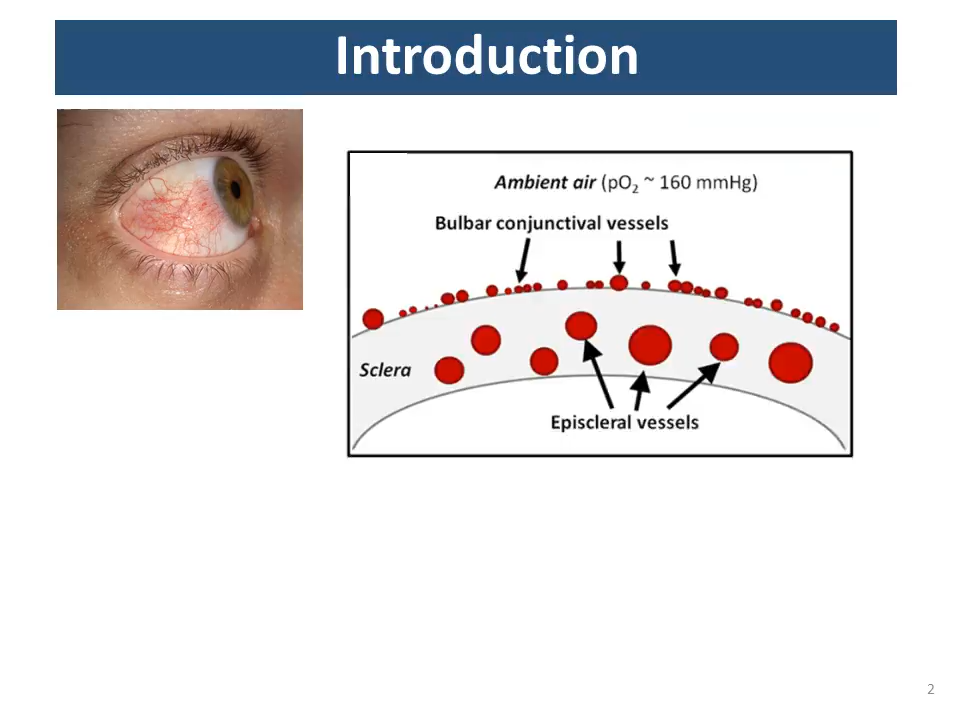 Introduction
Ambient air (pO₂ ~ 160 mmHg)
Bulbar conjunctival vessels
Sclera
Episcleral vessels
2